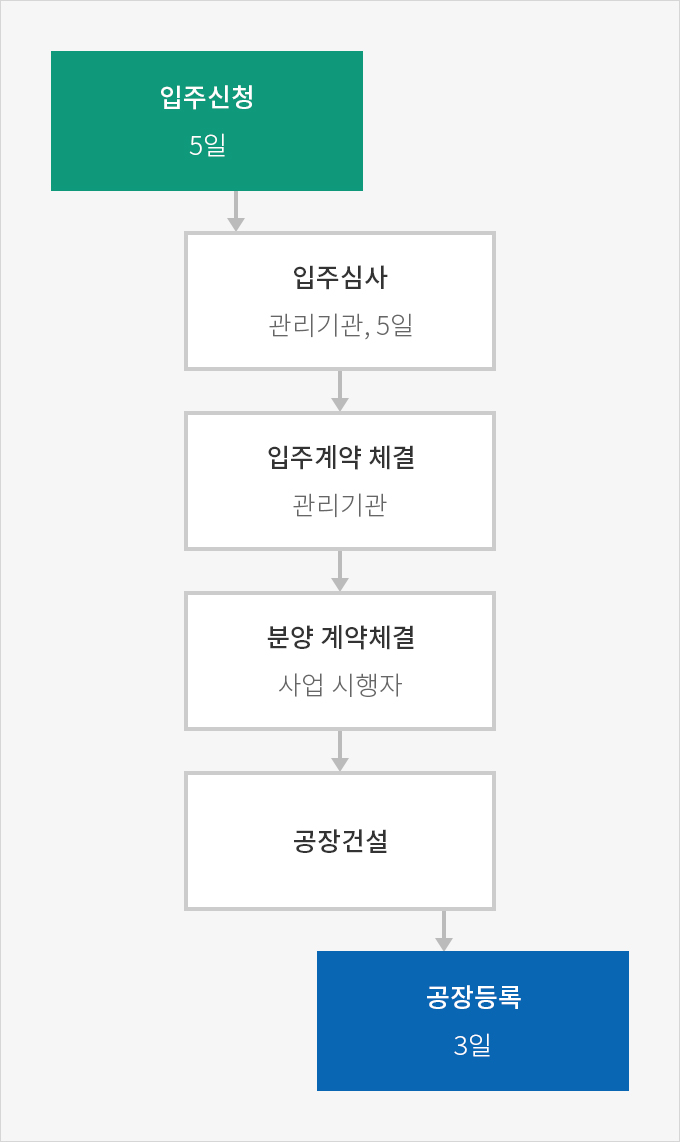 입주신청
5일
입주심사
관리기관, 5일
입주계약 체결
관리기관
분양 계약체결
사업 시행자
공장건설
공장등록
3일